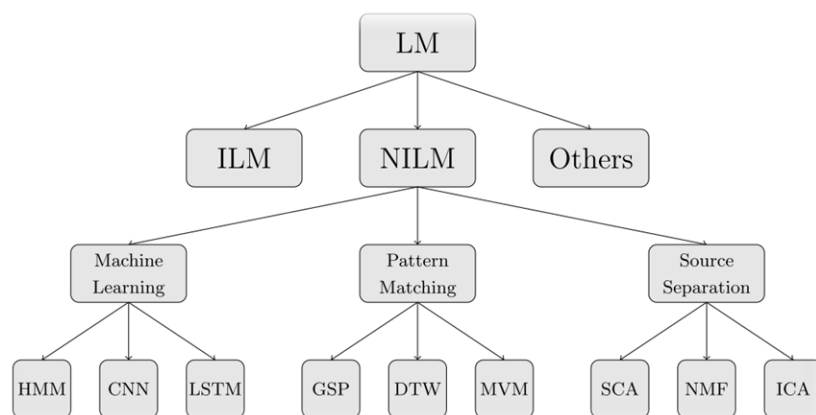 LM
ILM
NILM
Others
Machine
Learning
Pattern
Matching
Source
Separation
HMM
CNN
LSTM
GSP
DTW
MVM
SCA
NMF
ICA